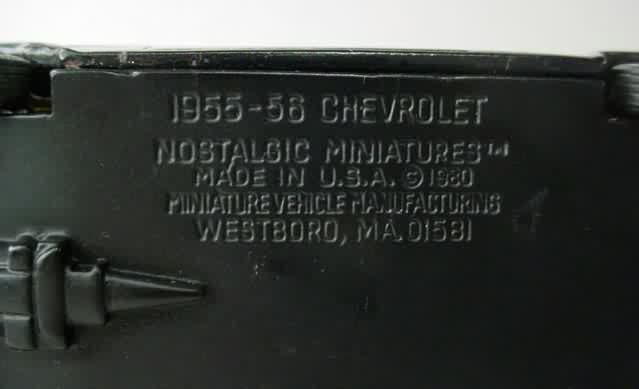 1955-56 CHEVROLET
NOSTALGIC MINIATURES™
MADE IN U.S.A. © 1980
MINIATURE VEHICLE MANUFACTURING
WESTBORO, MA. 01581